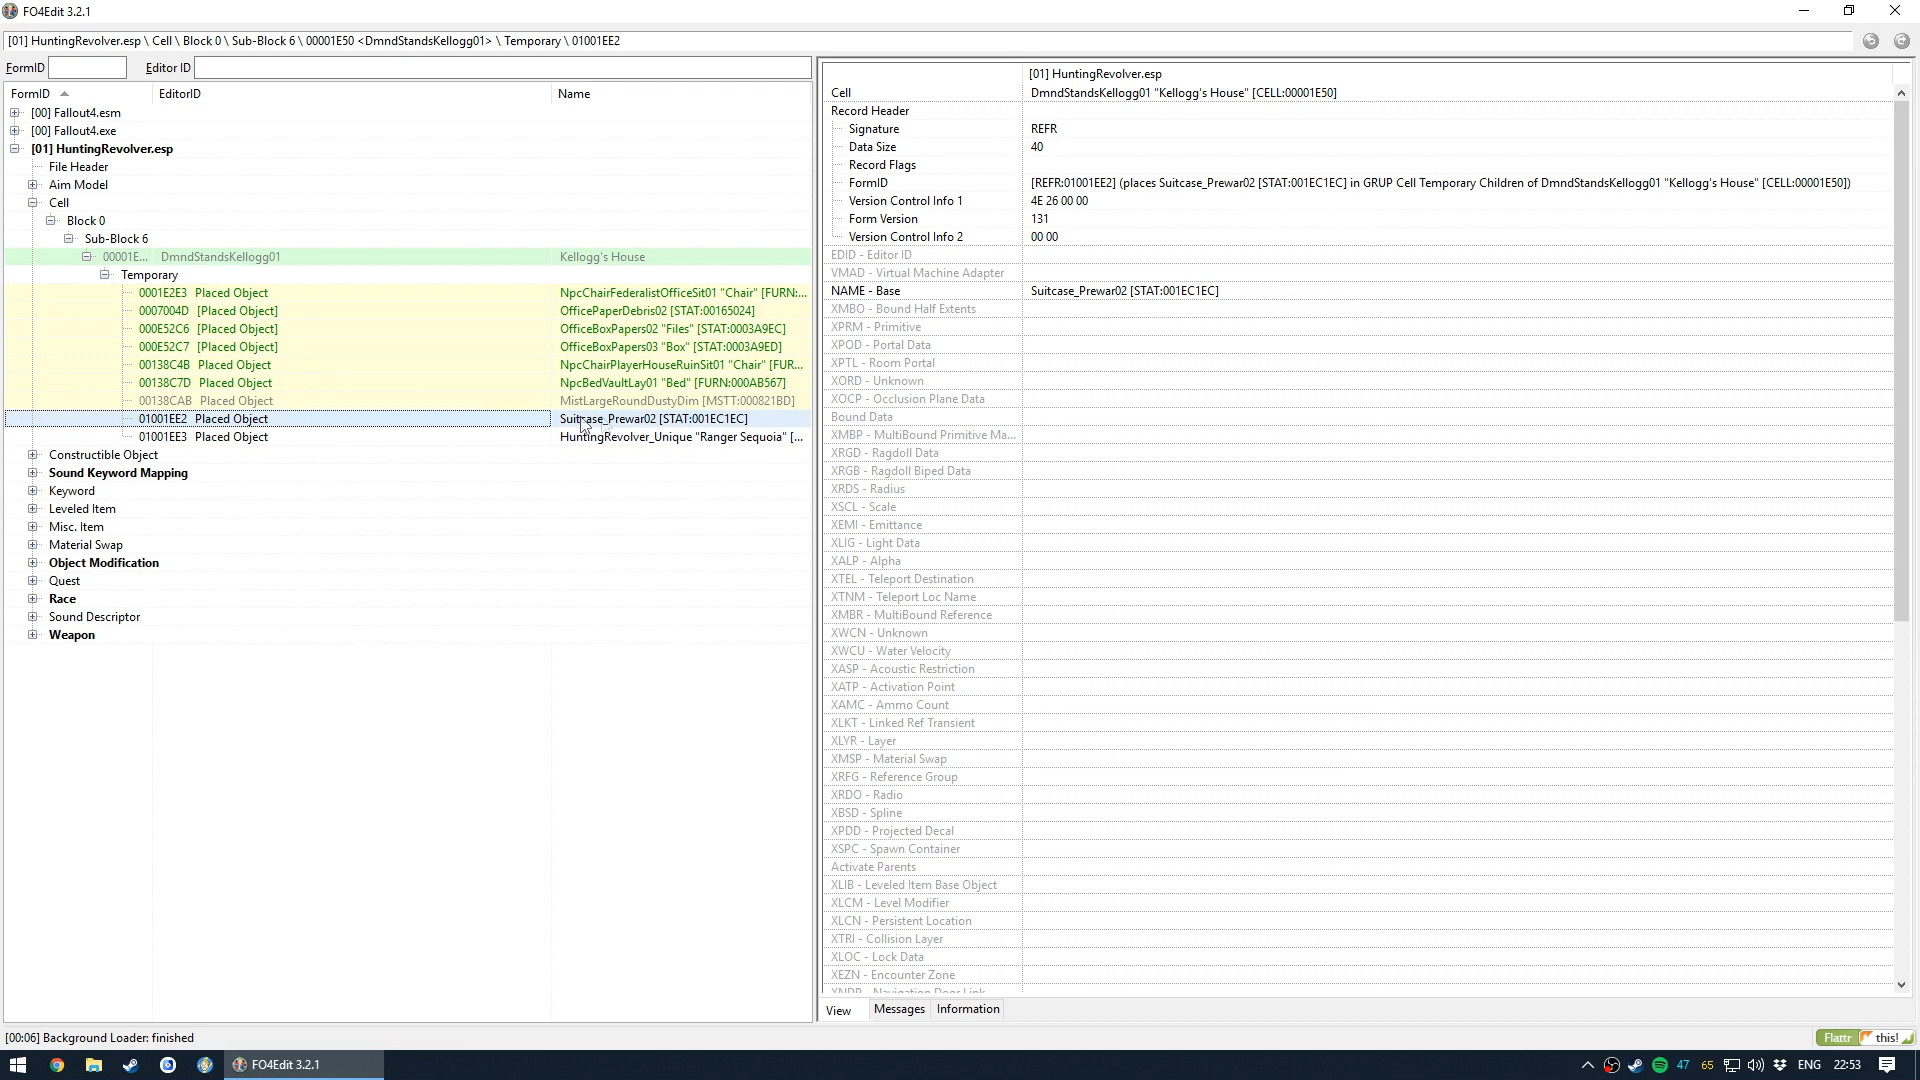 FO4Edit 3.2.1
[01] HuntingRevolver.esp \ Cell \ Block 0 \ Sub-Block 6 \ 00001E50 <DmndStandsKellogg01> \ Temporary \ 01001EE2
FormID
Editor ID
FormID EditorID Name
[00] Fallout4.esm
[00] Fallout4.exe
[01] HuntingRevolver.esp
File Header
Aim Model
Cell
Block 0
Sub-Block 6
00001E... DmndStandsKellogg01 Kellogg's House
Temporary
0001E2E3 Placed Object NpcChairFederalistOfficeSit01 "Chair" [FURN:...
0007004D [Placed Object] OfficePaperDebris02 [STAT:00165024]
000E52C6 [Placed Object] OfficeBoxPapers02 "Files" [STAT:0003A9EC]
000E52C7 [Placed Object] OfficeBoxPapers03 "Box" [STAT:0003A9ED]
00138C4B Placed Object NpcChairPlayerHouseRuinSit01 "Chair" [FUR...
00138C7D Placed Object NpcBedVaultLay01 "Bed" [FURN:000AB567]
00138CAB Placed Object MistLargeRoundDustyDim [MSTT:000821BD]
01001EE2 Placed Object Suitcase_Prewar02 [STAT:001EC1EC]
01001EE3 Placed Object HuntingRevolver_Unique "Ranger Sequoia" [...
Constructible Object
Sound Keyword Mapping
Keyword
Leveled Item
Misc. Item
Material Swap
Object Modification
Quest
Race
Sound Descriptor
Weapon
[01] HuntingRevolver.esp
Cell DmndStandsKellogg01 "Kellogg's House" [CELL:00001E50]
Record Header
Signature REFR
Data Size 40
Record Flags
FormID [REFR:01001EE2] (places Suitcase_Prewar02 [STAT:001EC1EC] in GRUP Cell Temporary Children of DmndStandsKellogg01 "Kellogg's House" [CELL:00001E50])
Version Control Info 1 4E 26 00 00
Form Version 131
Version Control Info 2 00 00
EDID - Editor ID
VMAD - Virtual Machine Adapter
NAME - Base Suitcase_Prewar02 [STAT:001EC1EC]
XMBO - Bound Half Extents
XPRM - Primitive
XPOD - Portal Data
XPTL - Room Portal
XORD - Unknown
XOCP - Occlusion Plane Data
Bound Data
XMBP - MultiBound Primitive Ma...
XRGD - Ragdoll Data
XRGB - Ragdoll Biped Data
XRDS - Radius
XSCL - Scale
XEMI - Emittance
XLIG - Light Data
XALP - Alpha
XTEL - Teleport Destination
XTNM - Teleport Loc Name
XMBR - MultiBound Reference
XWCN - Unknown
XWCU - Water Velocity
XASP - Acoustic Restriction
XATP - Activation Point
XAMC - Ammo Count
XLKT - Linked Ref Transient
XLYR - Layer
XMSP - Material Swap
XRFG - Reference Group
XRDO - Radio
XBSD - Spline
XPDD - Projected Decal
XSPC - Spawn Container
Activate Parents
XLIB - Leveled Item Base Object
XLCM - Level Modifier
XLCN - Persistent Location
XTRI - Collision Layer
XLOC - Lock Data
XEZN - Encounter Zone
XNDP - Navigation Door Link
View Messages Information
[00:06] Background Loader: finished
Flattr this!
FO4Edit 3.2.1
47 65 ENG 22:53